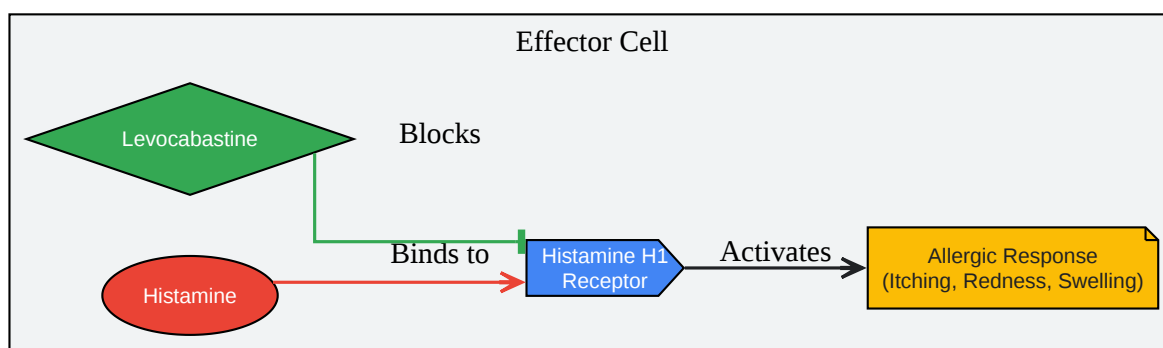 Effector Cell
Levocabastine
Blocks
Binds to
Histamine H1
Receptor
Activates
Allergic Response
(Itching, Redness, Swelling)
Histamine